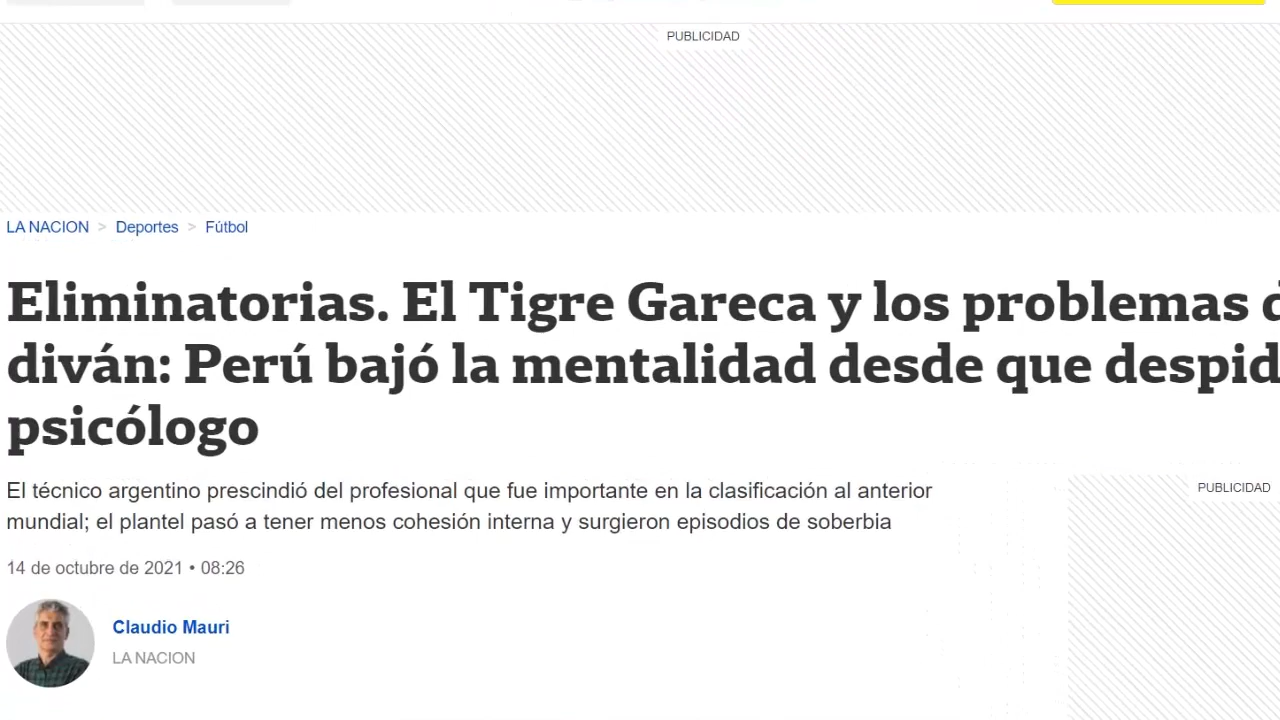 PUBLICIDAD
LA NACION > Deportes > Fútbol
Eliminatorias. El Tigre Gareca y los problemas
diván: Perú bajó la mentalidad desde que
psicólogo
El técnico argentino prescindió del profesional que fue importante en la clasificación al anterior
mundial; el plantel pasó a tener menos cohesión interna y surgieron episodios de soberbia
PUBLICIDAD
14 de octubre de 2021 • 08:26
Claudio Mauri
LA NACION